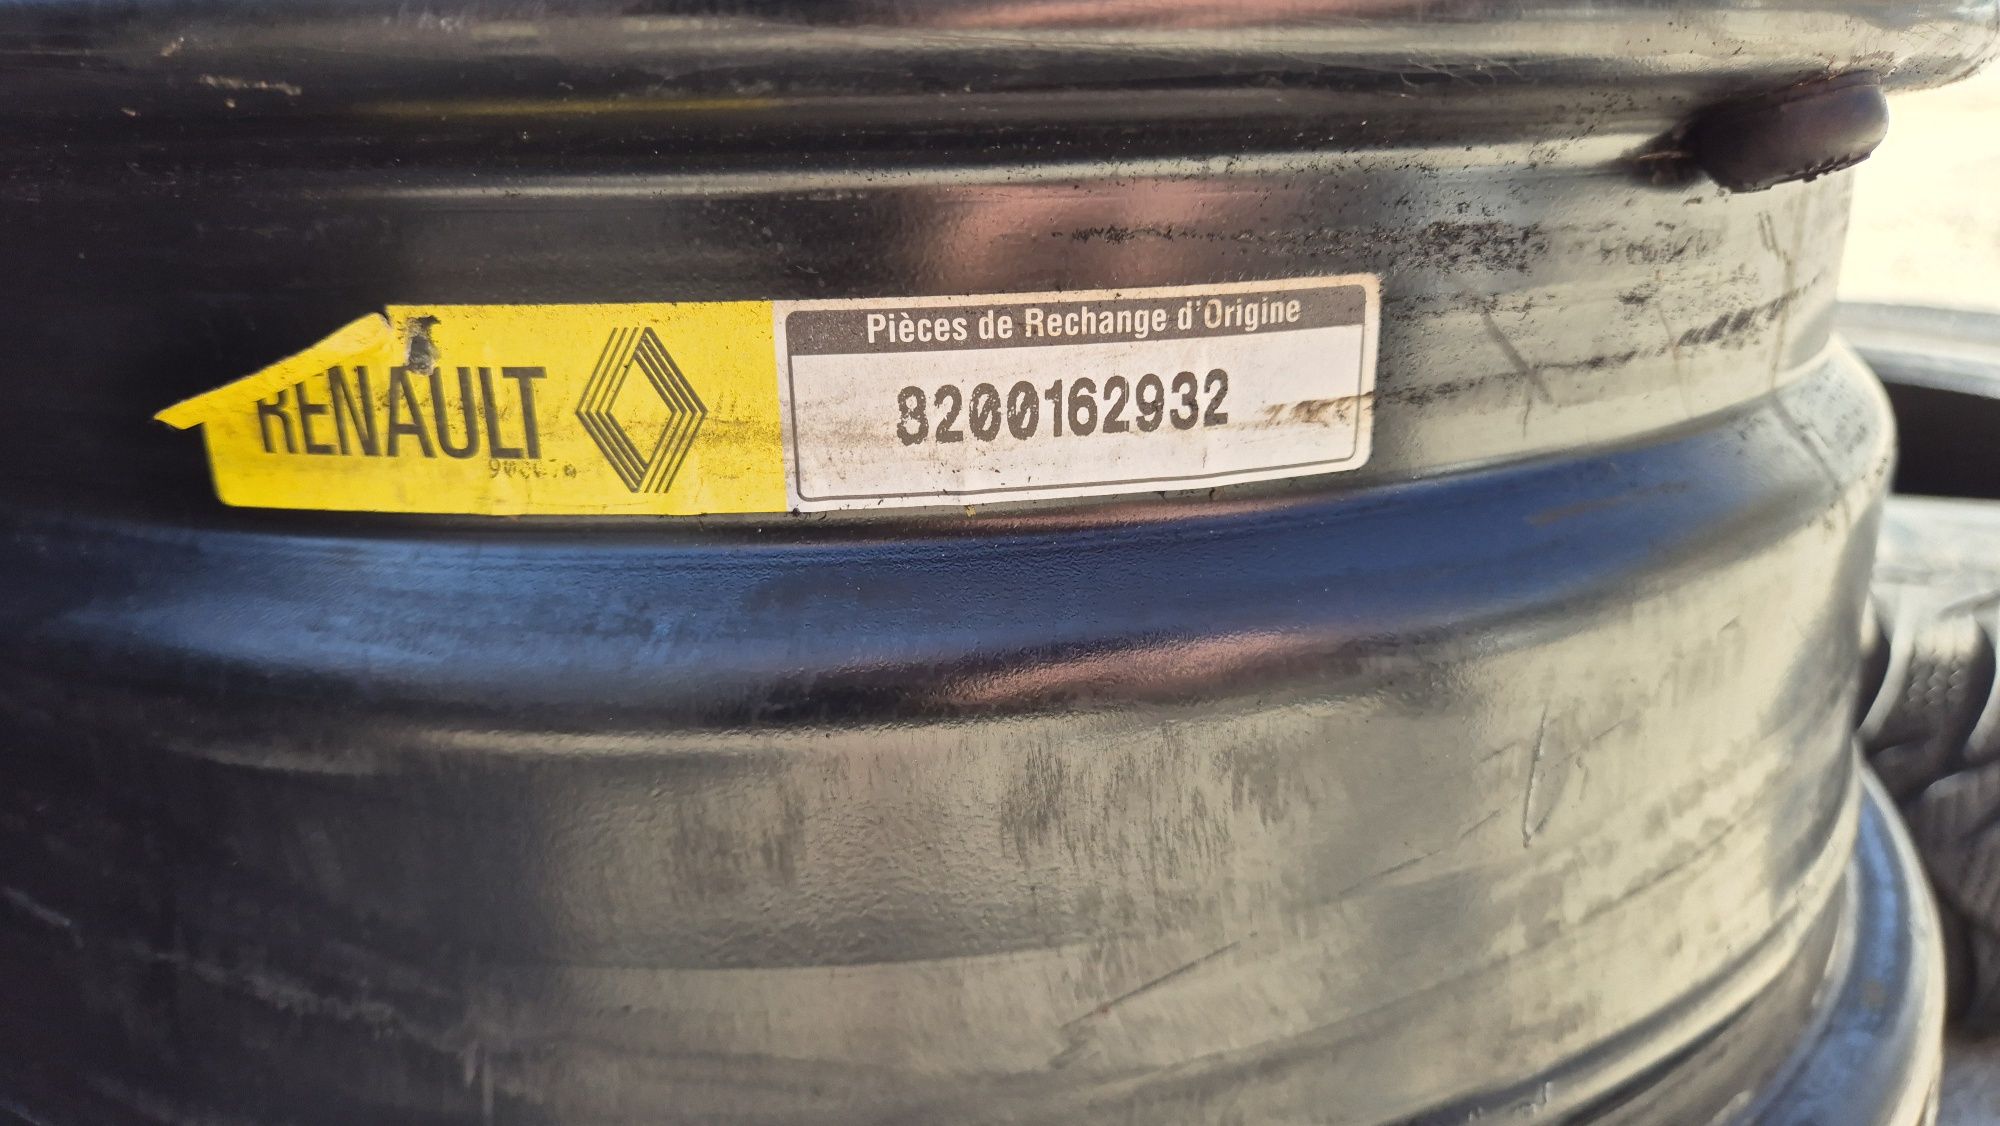 RENAULT
Pièces de Rechange d'Origine
8200162932